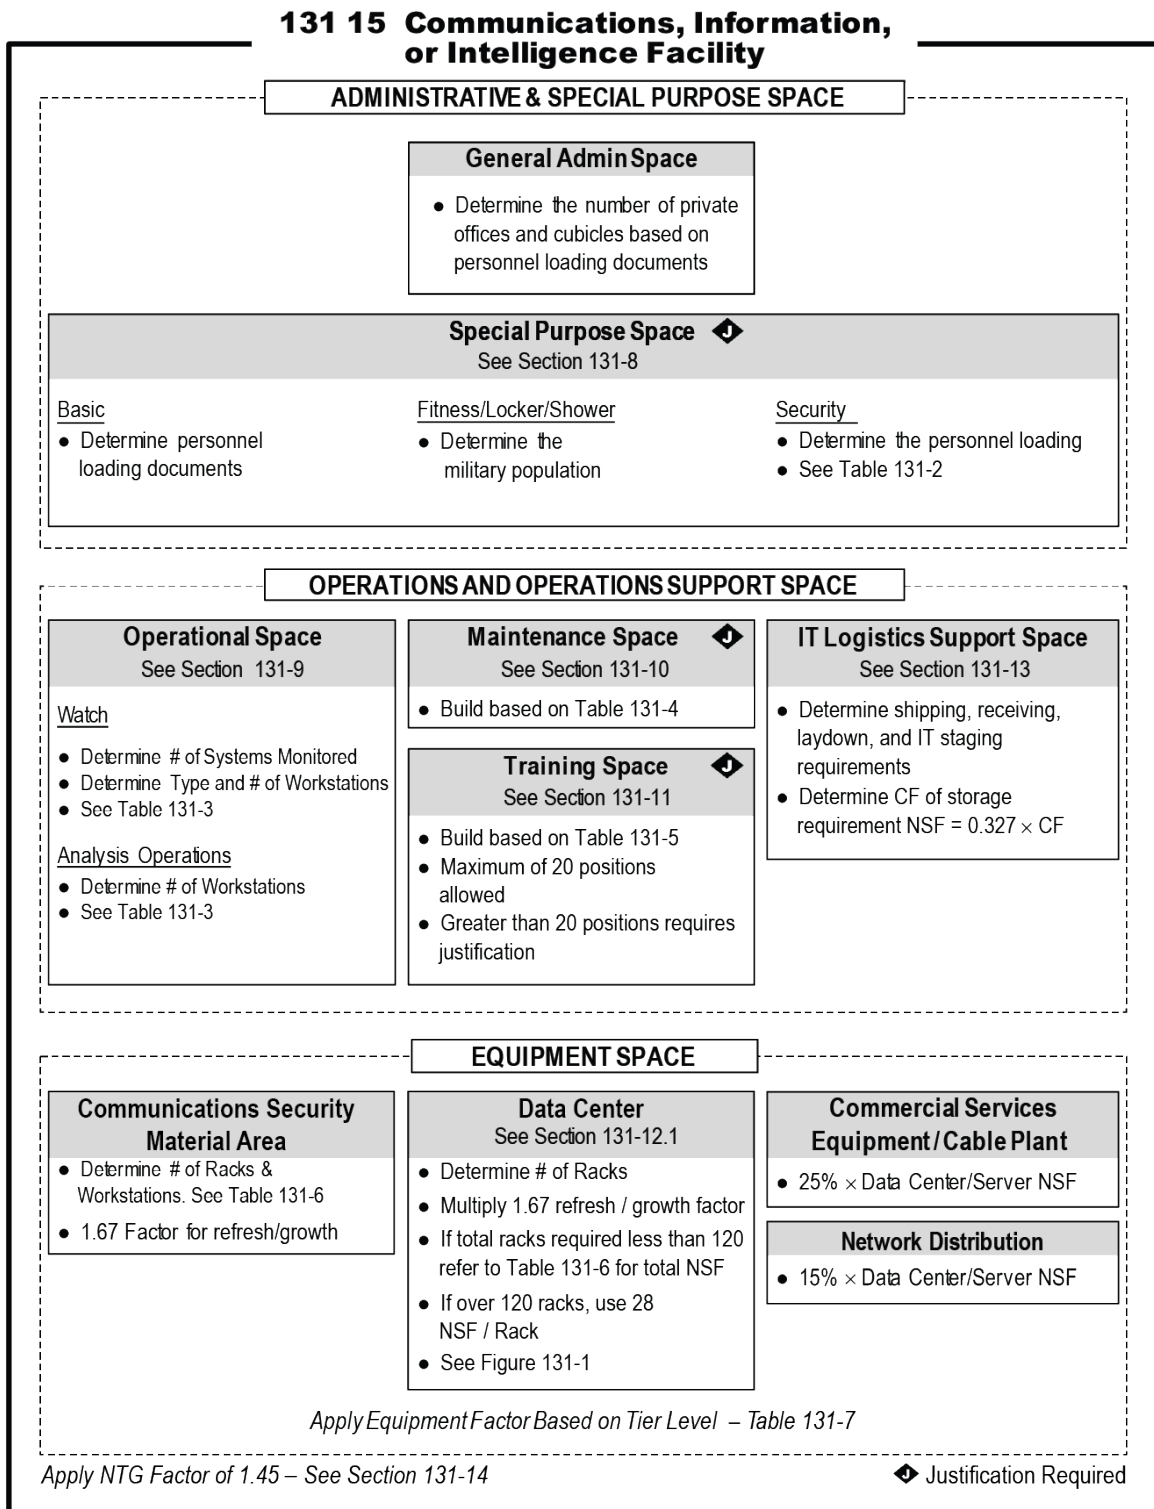 131 15 Communications, Information,
or Intelligence Facility
ADMINISTRATIVE & SPECIAL PURPOSE SPACE
General Admin Space
● Determine the number of private
offices and cubicles based on
personnel loading documents
Special Purpose Space J
See Section 131-8
Basic
● Determine personnel
loading documents
Fitness/Locker/Shower
● Determine the
military population
Security
● Determine the personnel loading
● See Table 131-2
OPERATIONS AND OPERATIONS SUPPORT SPACE
Operational Space
See Section 131-9
Watch
● Determine # of Systems Monitored
● Determine Type and # of Workstations
● See Table 131-3
Analysis Operations
● Determine # of Workstations
● See Table 131-3
Maintenance Space J
See Section 131-10
● Build based on Table 131-4
Training Space J
See Section 131-11
● Build based on Table 131-5
● Maximum of 20 positions
allowed
● Greater than 20 positions requires
justification
IT Logistics Support Space
See Section 131-13
● Determine shipping, receiving,
laydown, and IT staging
requirements
● Determine CF of storage
requirement NSF = 0.327 × CF
EQUIPMENT SPACE
Communications Security
Material Area
● Determine # of Racks &
Workstations. See Table 131-6
● 1.67 Factor for refresh/growth
Data Center
See Section 131-12.1
● Determine # of Racks
● Multiply 1.67 refresh / growth factor
● If total racks required less than 120
refer to Table 131-6 for total NSF
● If over 120 racks, use 28
NSF / Rack
● See Figure 131-1
Commercial Services
Equipment / Cable Plant
● 25% × Data Center/Server NSF
Network Distribution
● 15% × Data Center/Server NSF
Apply Equipment Factor Based on Tier Level – Table 131-7
Apply NTG Factor of 1.45 – See Section 131-14
J Justification Required